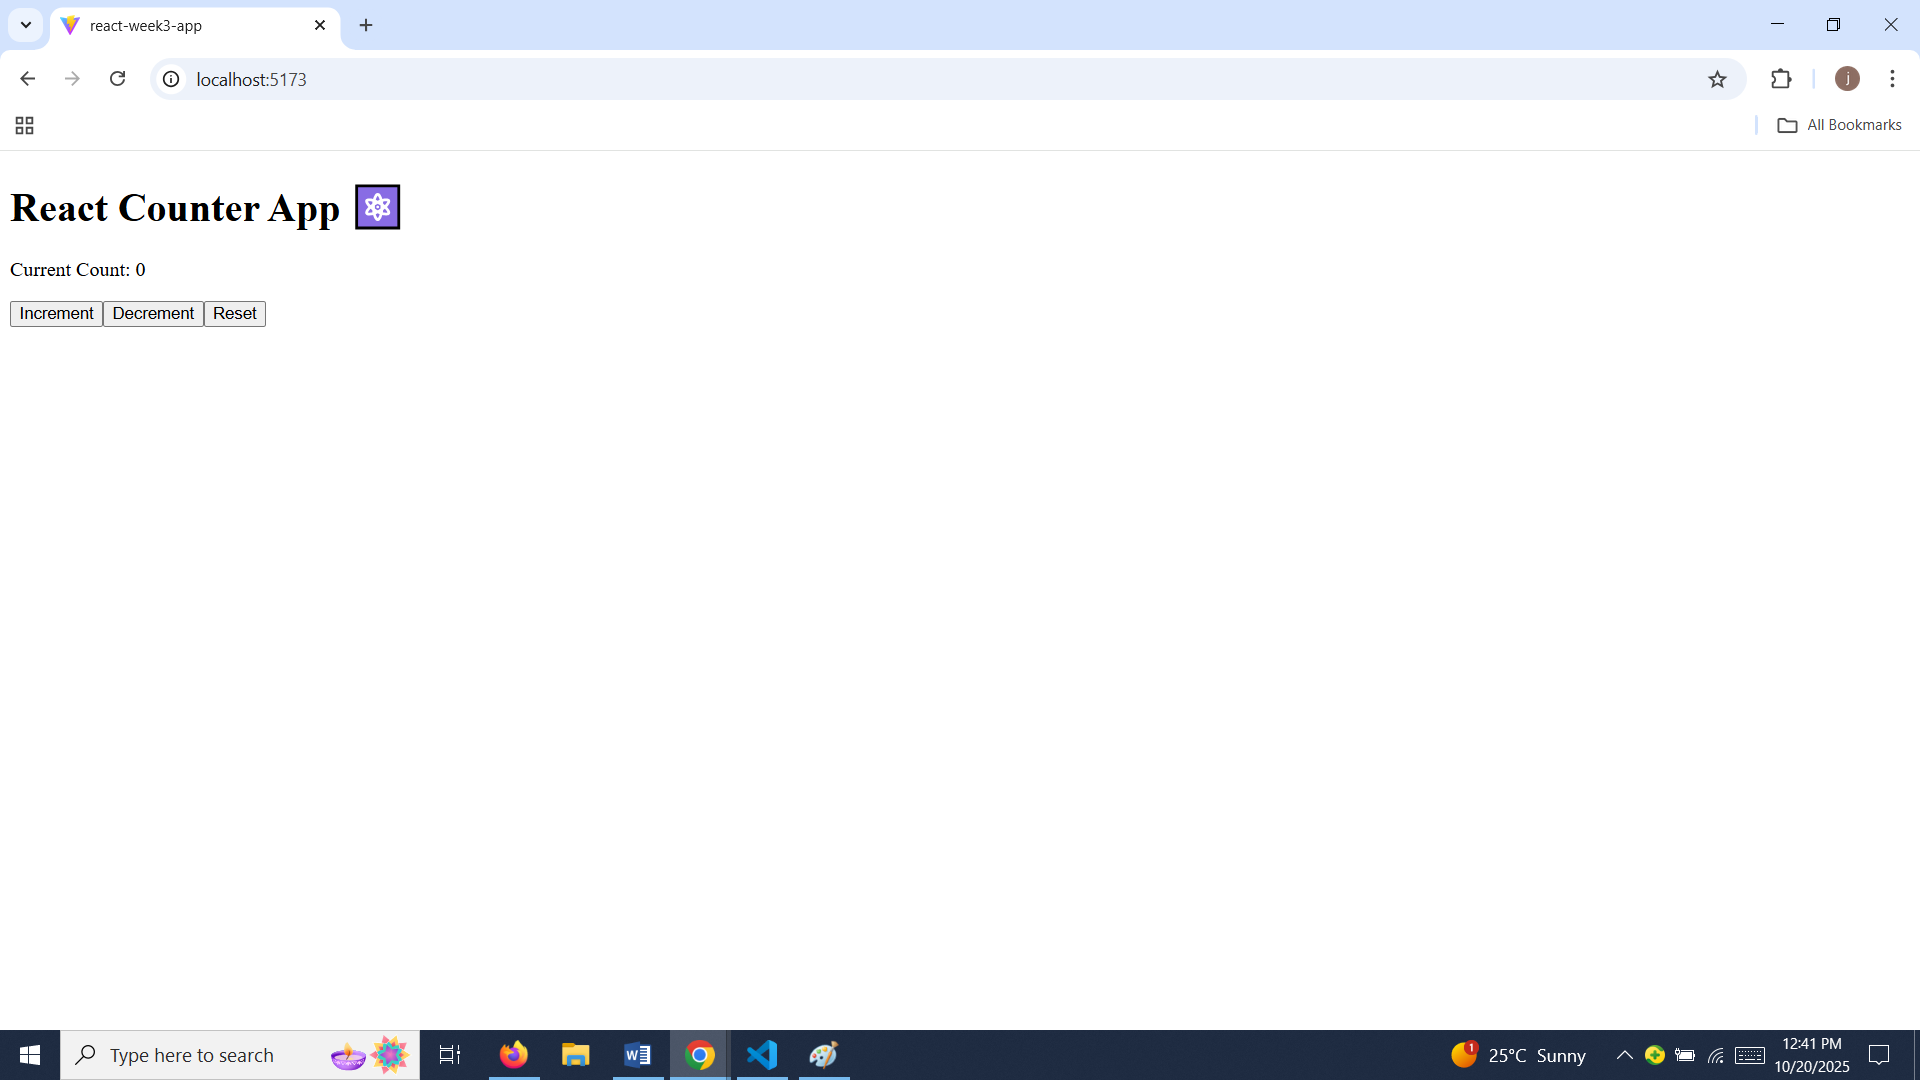 react-week3-app
localhost:5173
j
All Bookmarks
React Counter App ⚛
Current Count: 0
Increment Decrement Reset
Type here to search
1
25°C Sunny
12:41 PM
10/20/2025